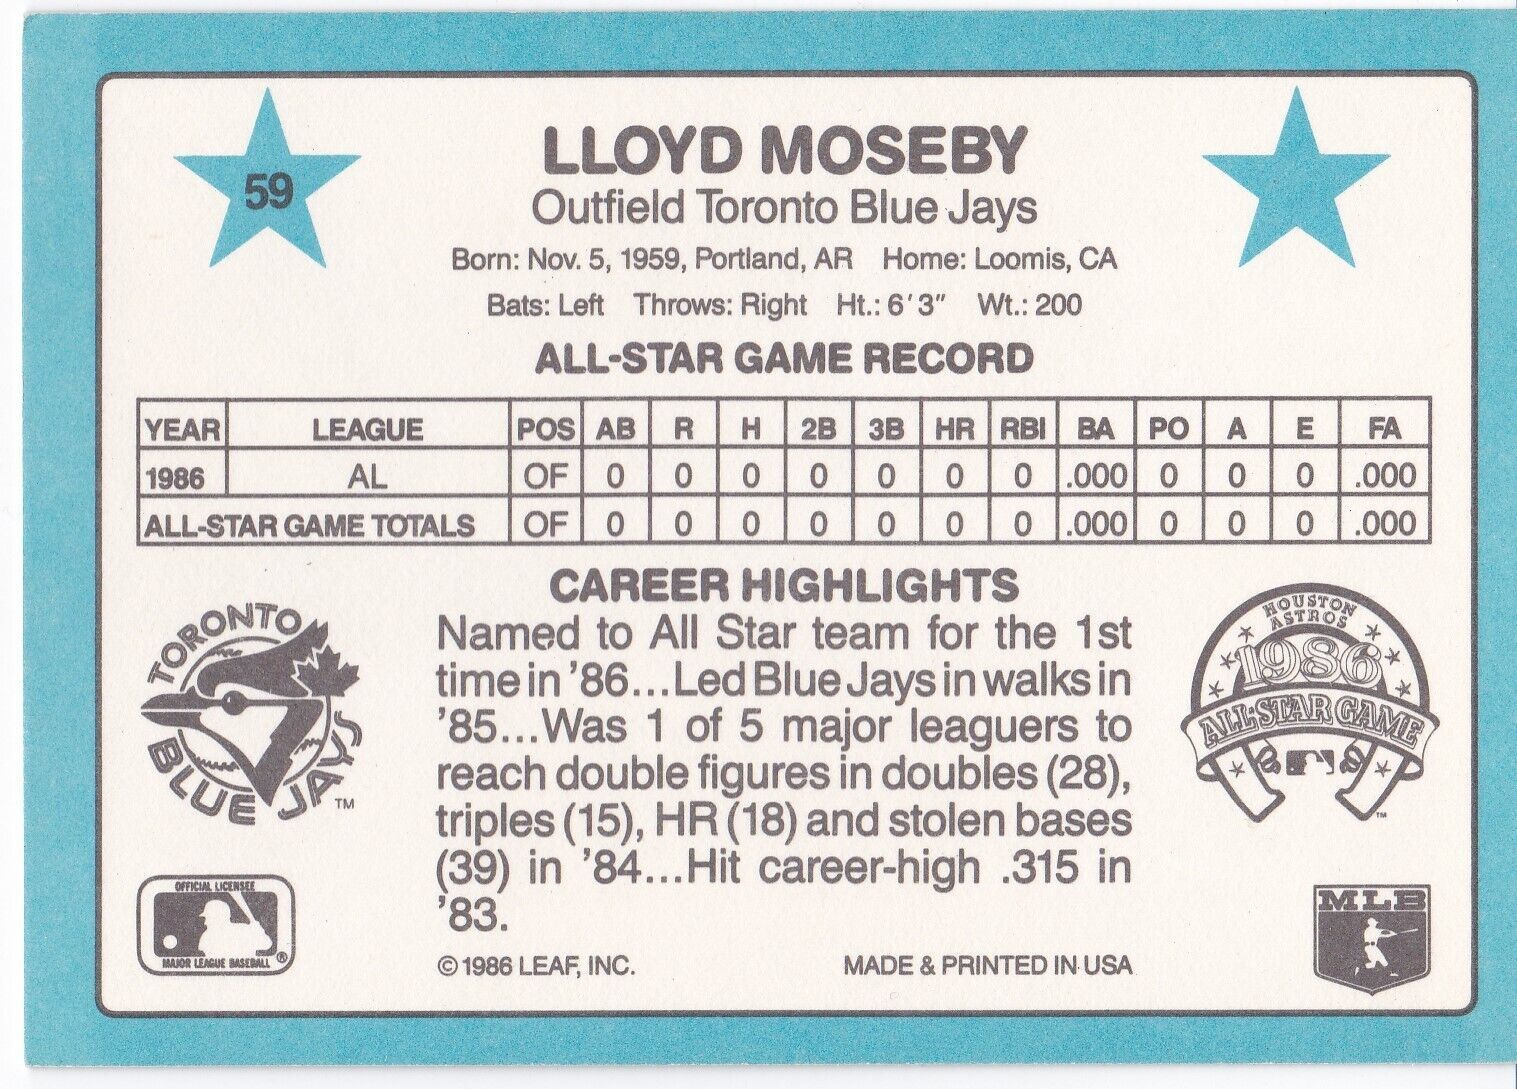 59
LLOYD MOSEBY
Outfield Toronto Blue Jays
Born: Nov. 5, 1959, Portland, AR Home: Loomis, CA
Bats: Left Throws: Right Ht.: 6'3" Wt.: 200
ALL-STAR GAME RECORD
YEAR LEAGUE POS AB R H 2B 3B HR RBI BA PO A E FA
1986 AL OF 0 0 0 0 0 0 0 .000 0 0 0 .000
ALL-STAR GAME TOTALS OF 0 0 0 0 0 0 0 .000 0 0 0 .000
CAREER HIGHLIGHTS
Named to All Star team for the 1st
time in '86...Led Blue Jays in walks in
'85...Was 1 of 5 major leaguers to
reach double figures in doubles (28),
triples (15), HR (18) and stolen bases
(39) in '84...Hit career-high .315 in
'83.
© 1986 LEAF, INC. MADE & PRINTED IN USA
TORONTO
BLUE JAYS
TM
OFFICIAL LICENSEE
MAJOR LEAGUE BASEBALL ®
HOUSTON
ASTROS
1986
ALL-STAR GAME
TM
MLB